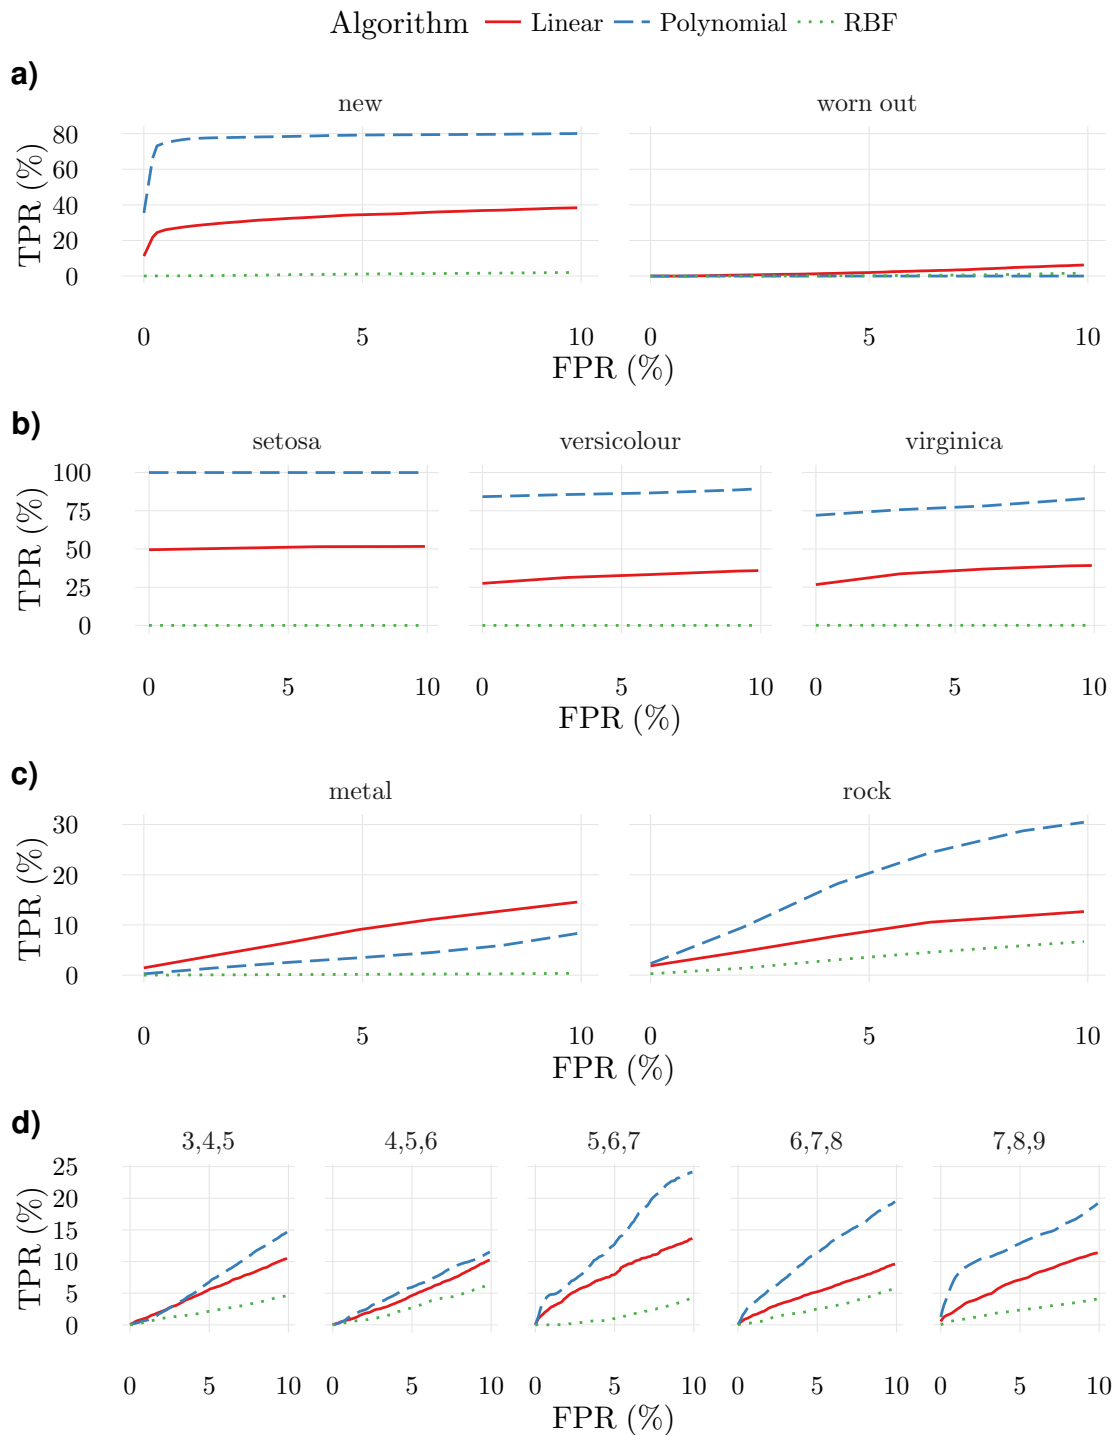 Algorithm Linear Polynomial RBF
a)
new worn out
TPR (%)
80
60
40
20
0
0 5 10 0 5 10
FPR (%)
b)
setosa versicolour virginica
TPR (%)
100
75
50
25
0
0 5 10 0 5 10 0 5 10
FPR (%)
c)
metal rock
TPR (%)
30
20
10
0
0 5 10 0 5 10
FPR (%)
d)
3,4,5 4,5,6 5,6,7 6,7,8 7,8,9
TPR (%)
25
20
15
10
5
0
0 5 10 0 5 10 0 5 10 0 5 10 0 5 10
FPR (%)